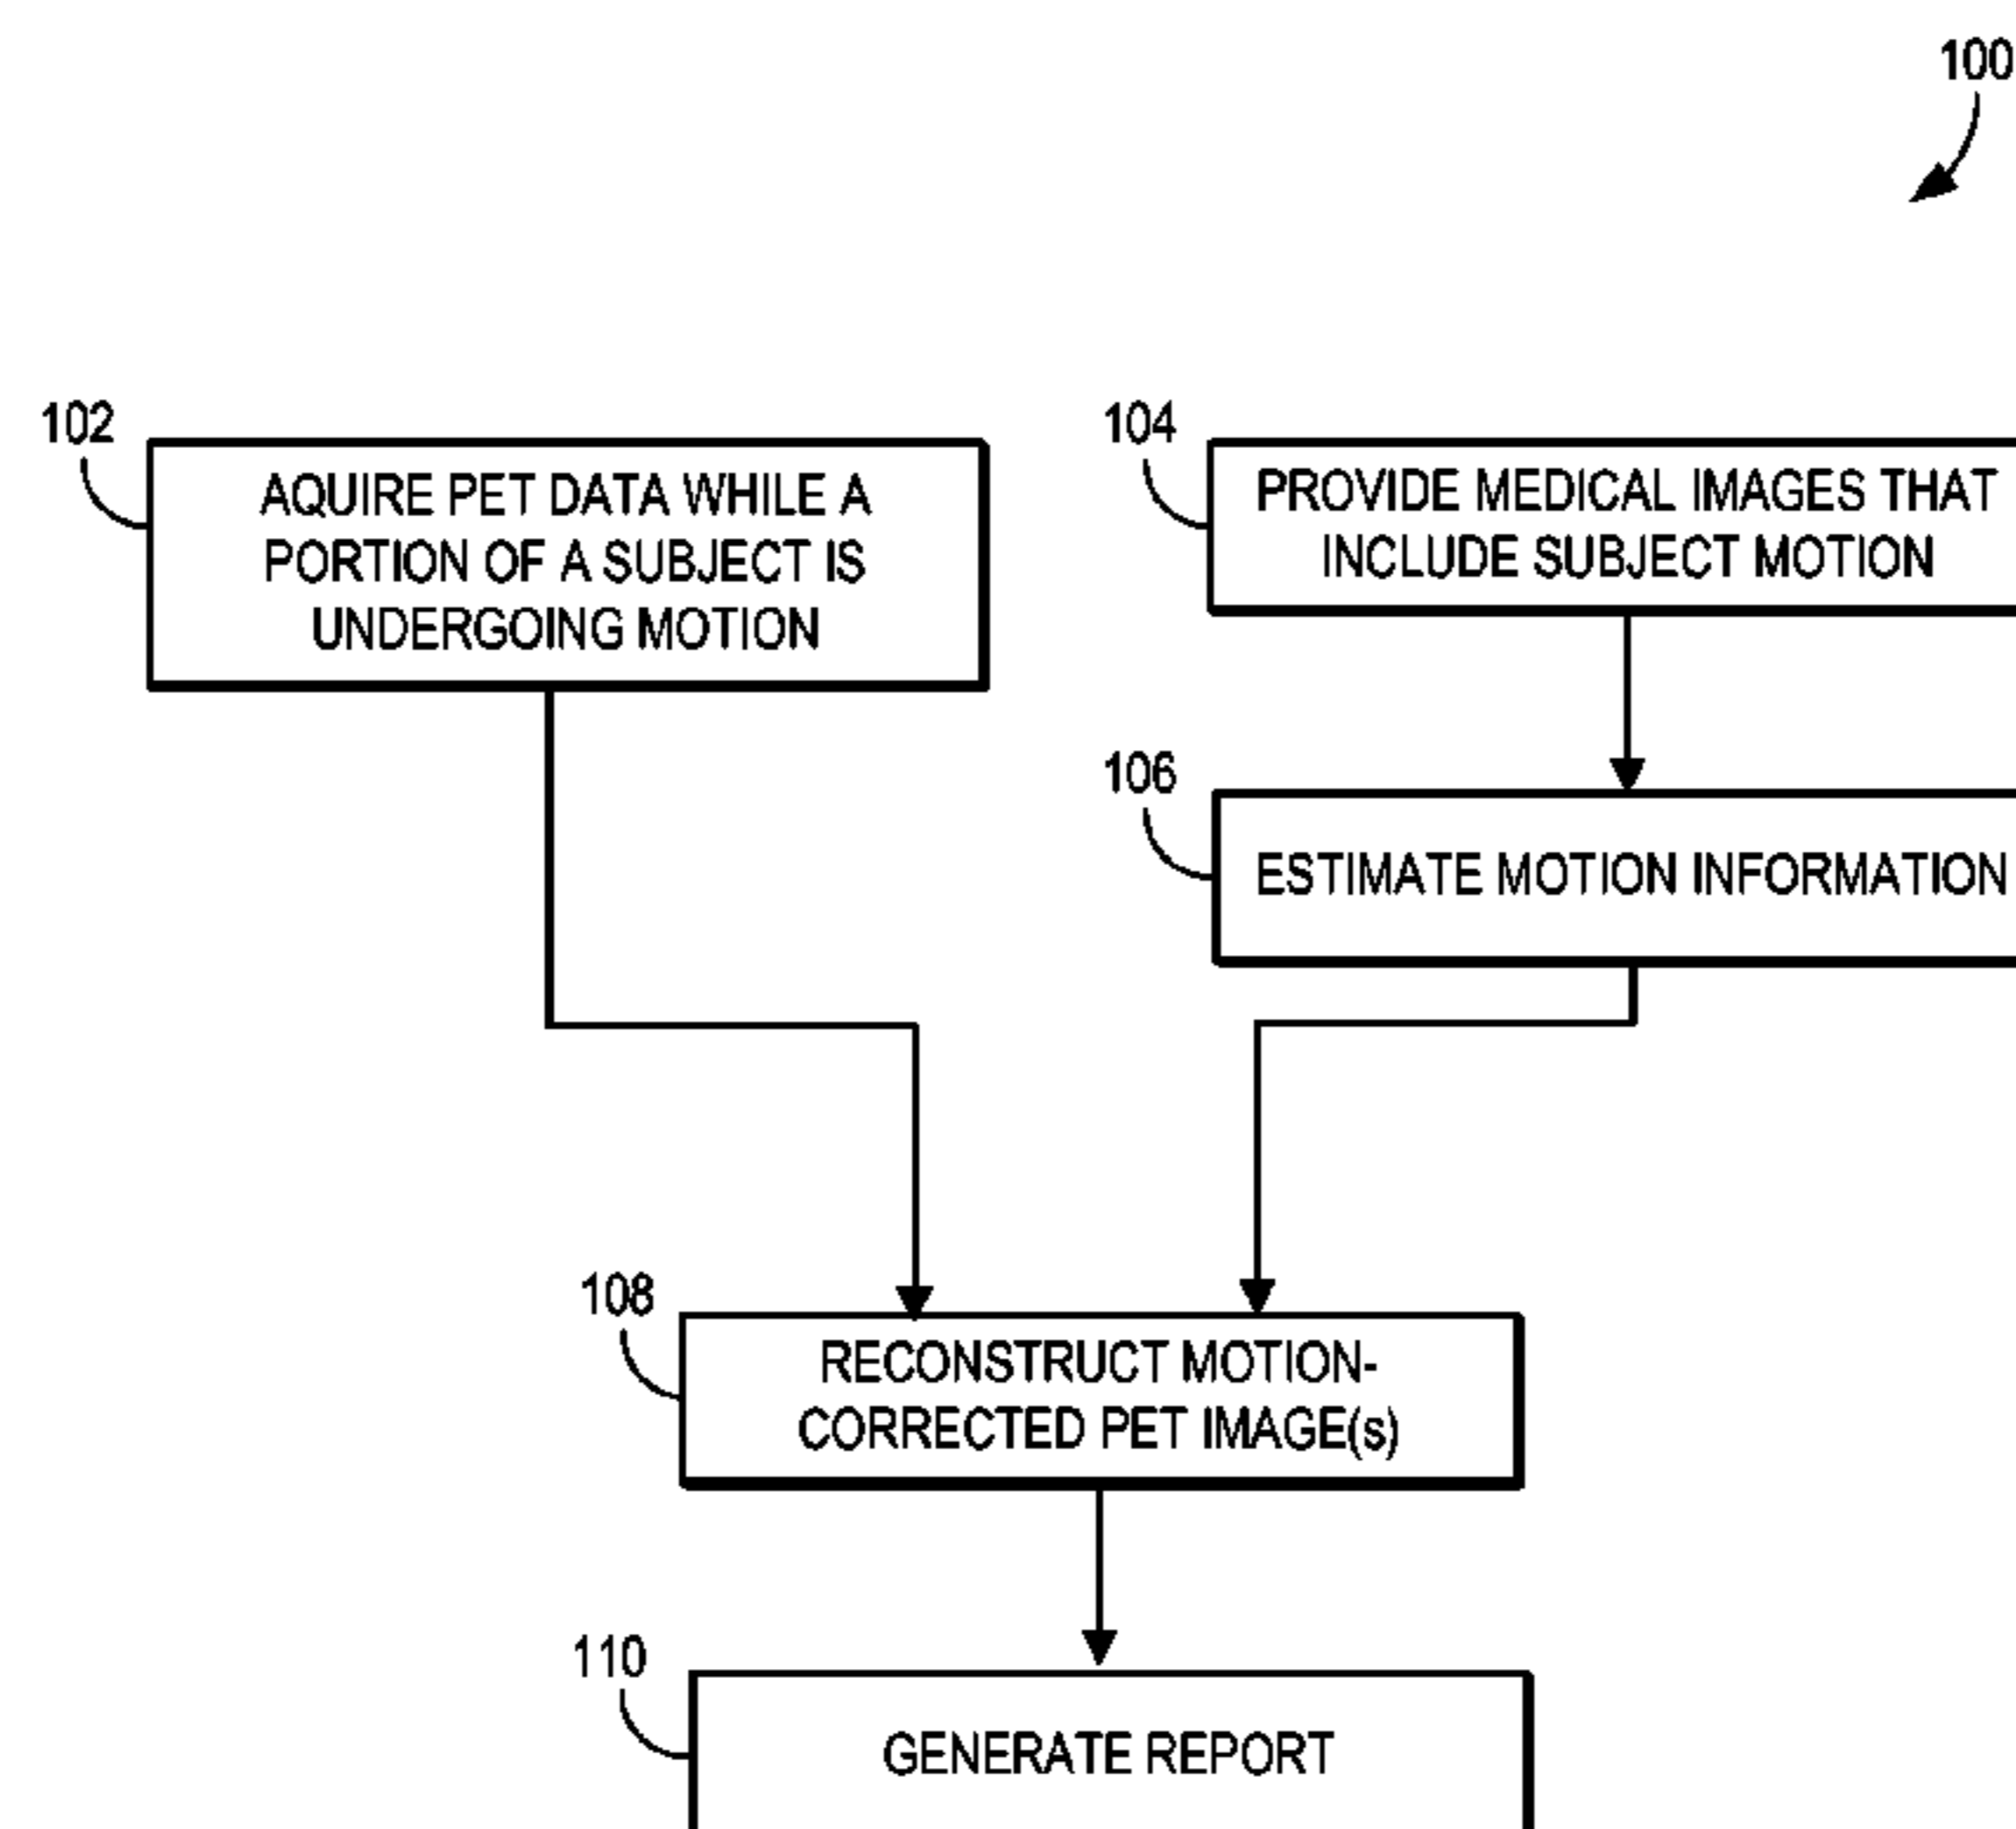 100
102
AQUIRE PET DATA WHILE A
PORTION OF A SUBJECT IS
UNDERGOING MOTION
104
PROVIDE MEDICAL IMAGES THAT
INCLUDE SUBJECT MOTION
106
ESTIMATE MOTION INFORMATION
108
RECONSTRUCT MOTION-
CORRECTED PET IMAGE(s)
110
GENERATE REPORT